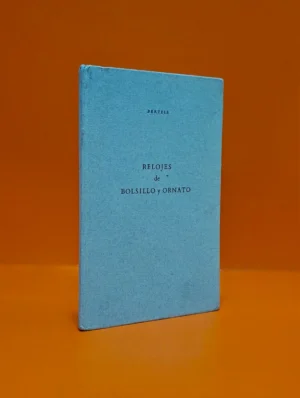 RELOJES
de
BOLSILLO y ORNATO